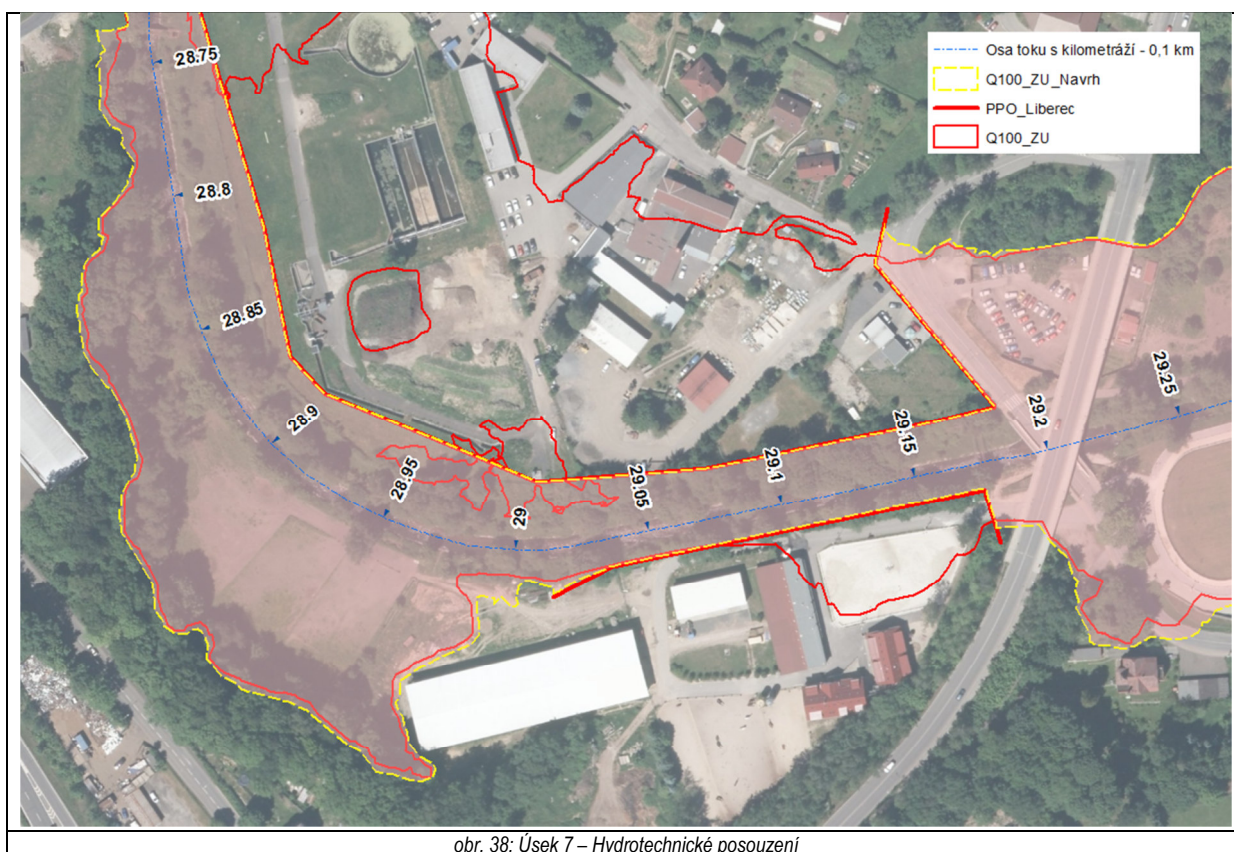 Osa toku s kilometráží - 0,1 km
Q100_ZU_Navrh
PPO_Liberec
Q100_ZU
28.75
28.8
28.85
28.9
28.95
29
29.05
29.1
29.15
29.2
29.25
obr. 38: Úsek 7 – Hydrotechnické posouzení